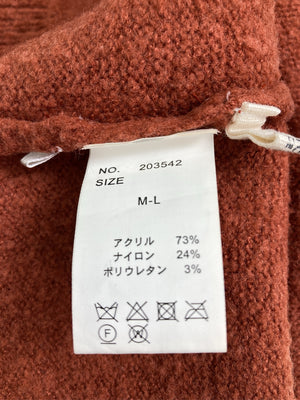 NO. 203542
SIZE
M-L
アクリル 73%
ナイロン 24%
ポリウレタン 3%
F W